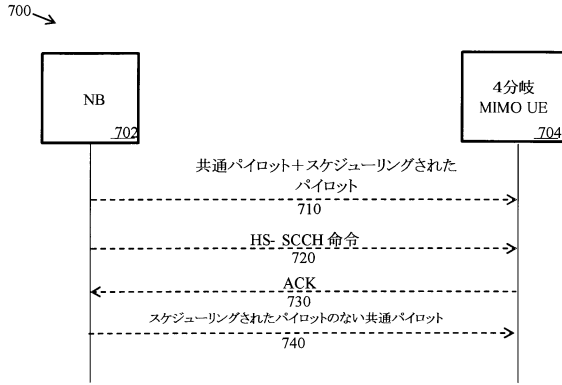 700
NB
702
4分岐
MIMO UE
704
共通パイロット＋スケジューリングされた
パイロット
710
HS- SCCH 命令
720
ACK
730
スケジューリングされたパイロットのない共通パイロット
740